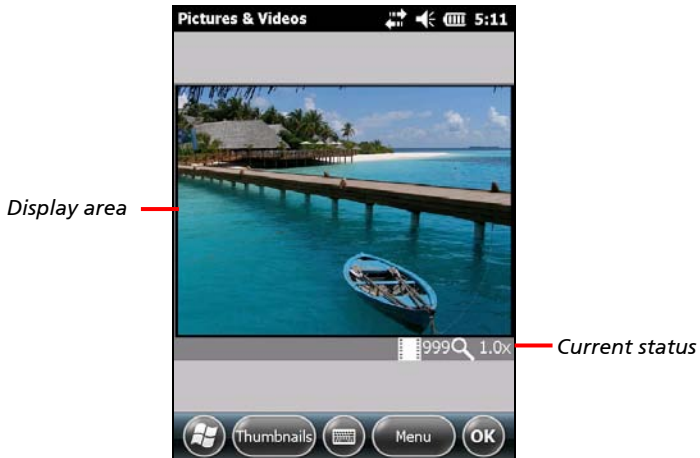 Pictures & Videos 5:11
Display area
999 1.0x
Current status
Thumbnails Menu OK